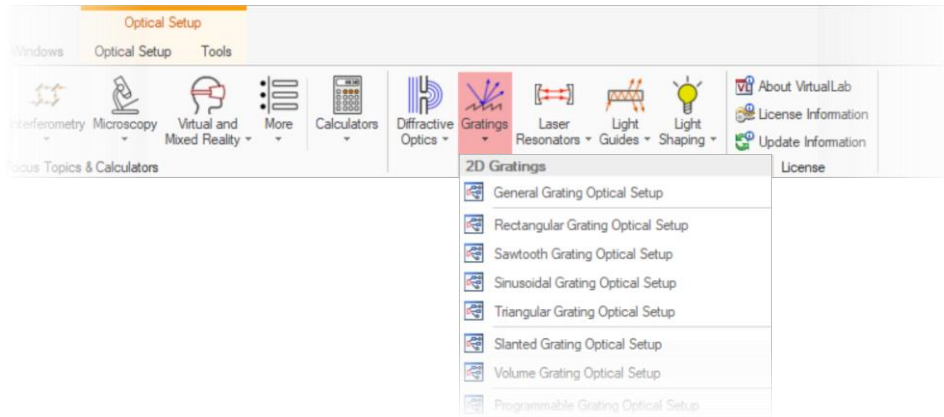 Optical Setup
Windows Optical Setup Tools
Interferometry Microscopy Virtual and Mixed Reality More Calculators Diffractive Optics Gratings Laser Resonators Light Guides Light Shaping
About VirtualLab
License Information
Update Information
Focus Topics & Calculators
License
2D Gratings
General Grating Optical Setup
Rectangular Grating Optical Setup
Sawtooth Grating Optical Setup
Sinusoidal Grating Optical Setup
Triangular Grating Optical Setup
Slanted Grating Optical Setup
Volume Grating Optical Setup
Programmable Grating Optical Setup